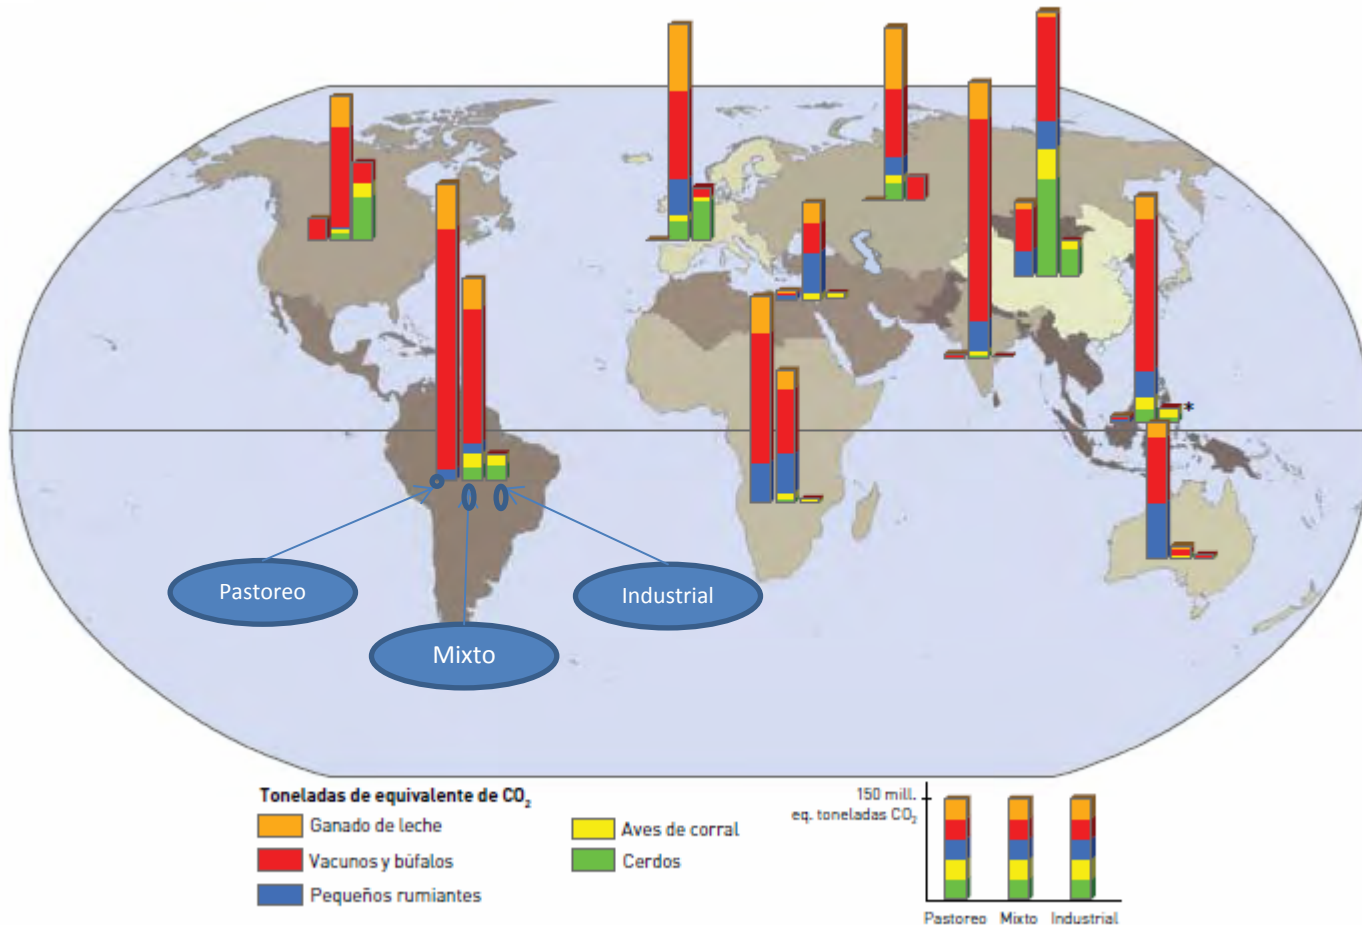 *
Pastoreo
Industrial
Mixto
Toneladas de equivalente de CO₂
Ganado de leche
Vacunos y búfalos
Pequeños rumiantes
Aves de corral
Cerdos
150 mill.
eq. toneladas CO₂
Pastoreo Mixto Industrial